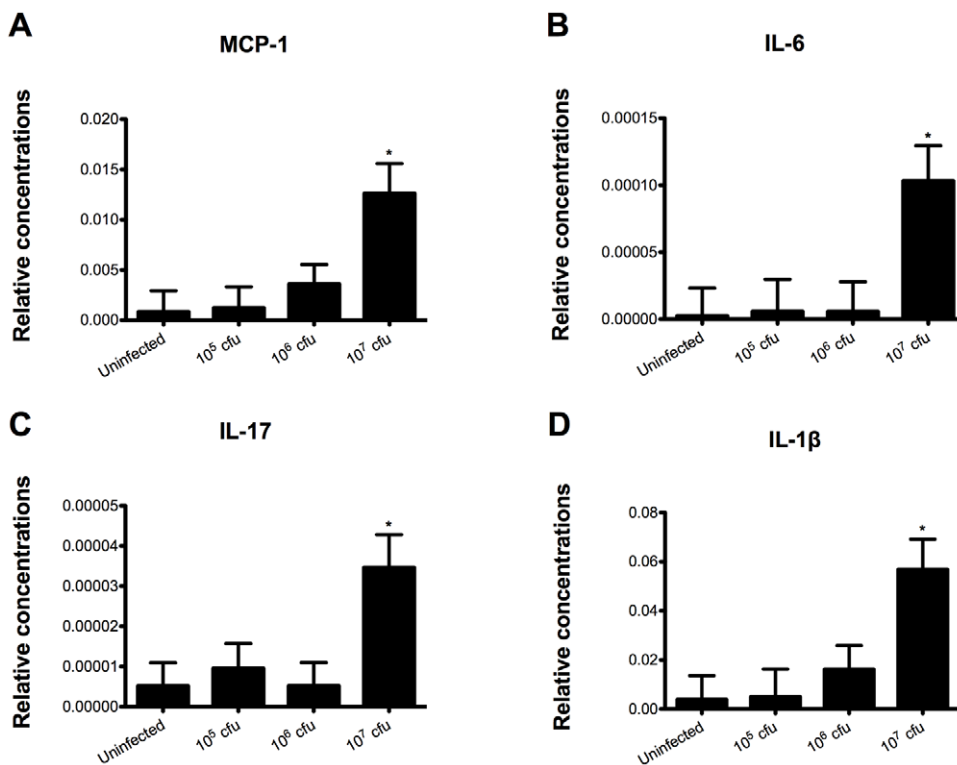 A
MCP-1
Relative concentrations
0.020
0.015
0.010
0.005
0.000
*
Uninfected
10⁵ cfu
10⁶ cfu
10⁷ cfu
B
IL-6
Relative concentrations
0.00015
0.00010
0.00005
0.00000
*
Uninfected
10⁵ cfu
10⁶ cfu
10⁷ cfu
C
IL-17
Relative concentrations
0.00005
0.00004
0.00003
0.00002
0.00001
0.00000
*
Uninfected
10⁵ cfu
10⁶ cfu
10⁷ cfu
D
IL-1β
Relative concentrations
0.08
0.06
0.04
0.02
0.00
*
Uninfected
10⁵ cfu
10⁶ cfu
10⁷ cfu